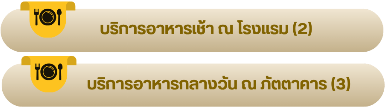 บริการอาหารเช้า ณ โรงแรม (2)
บริการอาหารกลางวัน ณ ภัตตาคาร (3)